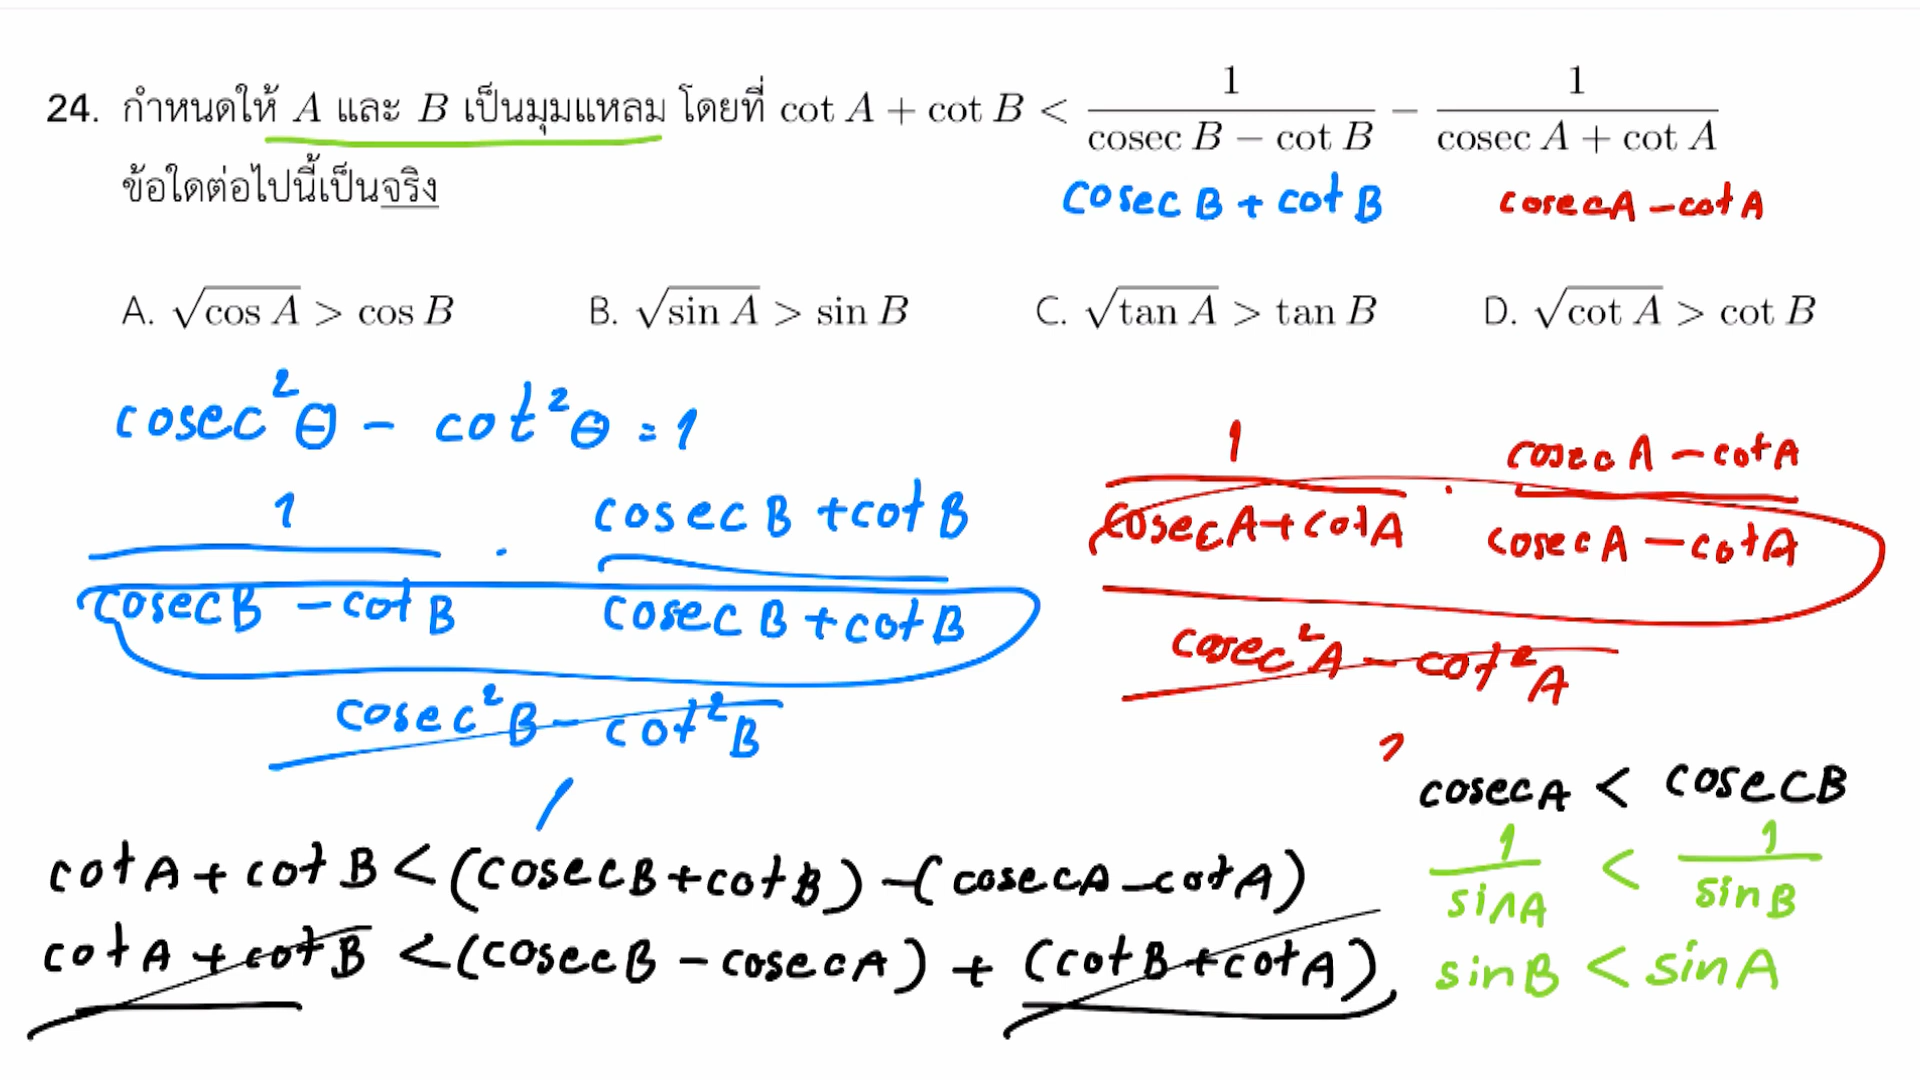 24. กำหนดให้ A และ B เป็นมุมแหลม โดยที่ cot A + cot B < 1/(cosec B − cot B) − 1/(cosec A + cot A)
ข้อใดต่อไปนี้เป็นจริง
cosec B + cot B
cosec A − cot A
A. √cos A > cos B B. √sin A > sin B C. √tan A > tan B D. √cot A > cot B
cosec²θ − cot²θ = 1
1/(cosec B − cot B) · (cosec B + cot B)/(cosec B + cot B)
cosec²B − cot²B
1
1/(cosec A + cot A) · (cosec A − cot A)/(cosec A − cot A)
cosec²A − cot²A
1
cot A + cot B < (cosec B + cot B) − (cosec A − cot A)
cot A + cot B < (cosec B − cosec A) + (cot B + cot A)
cosec A < cosec B
1/sin A < 1/sin B
sin B < sin A